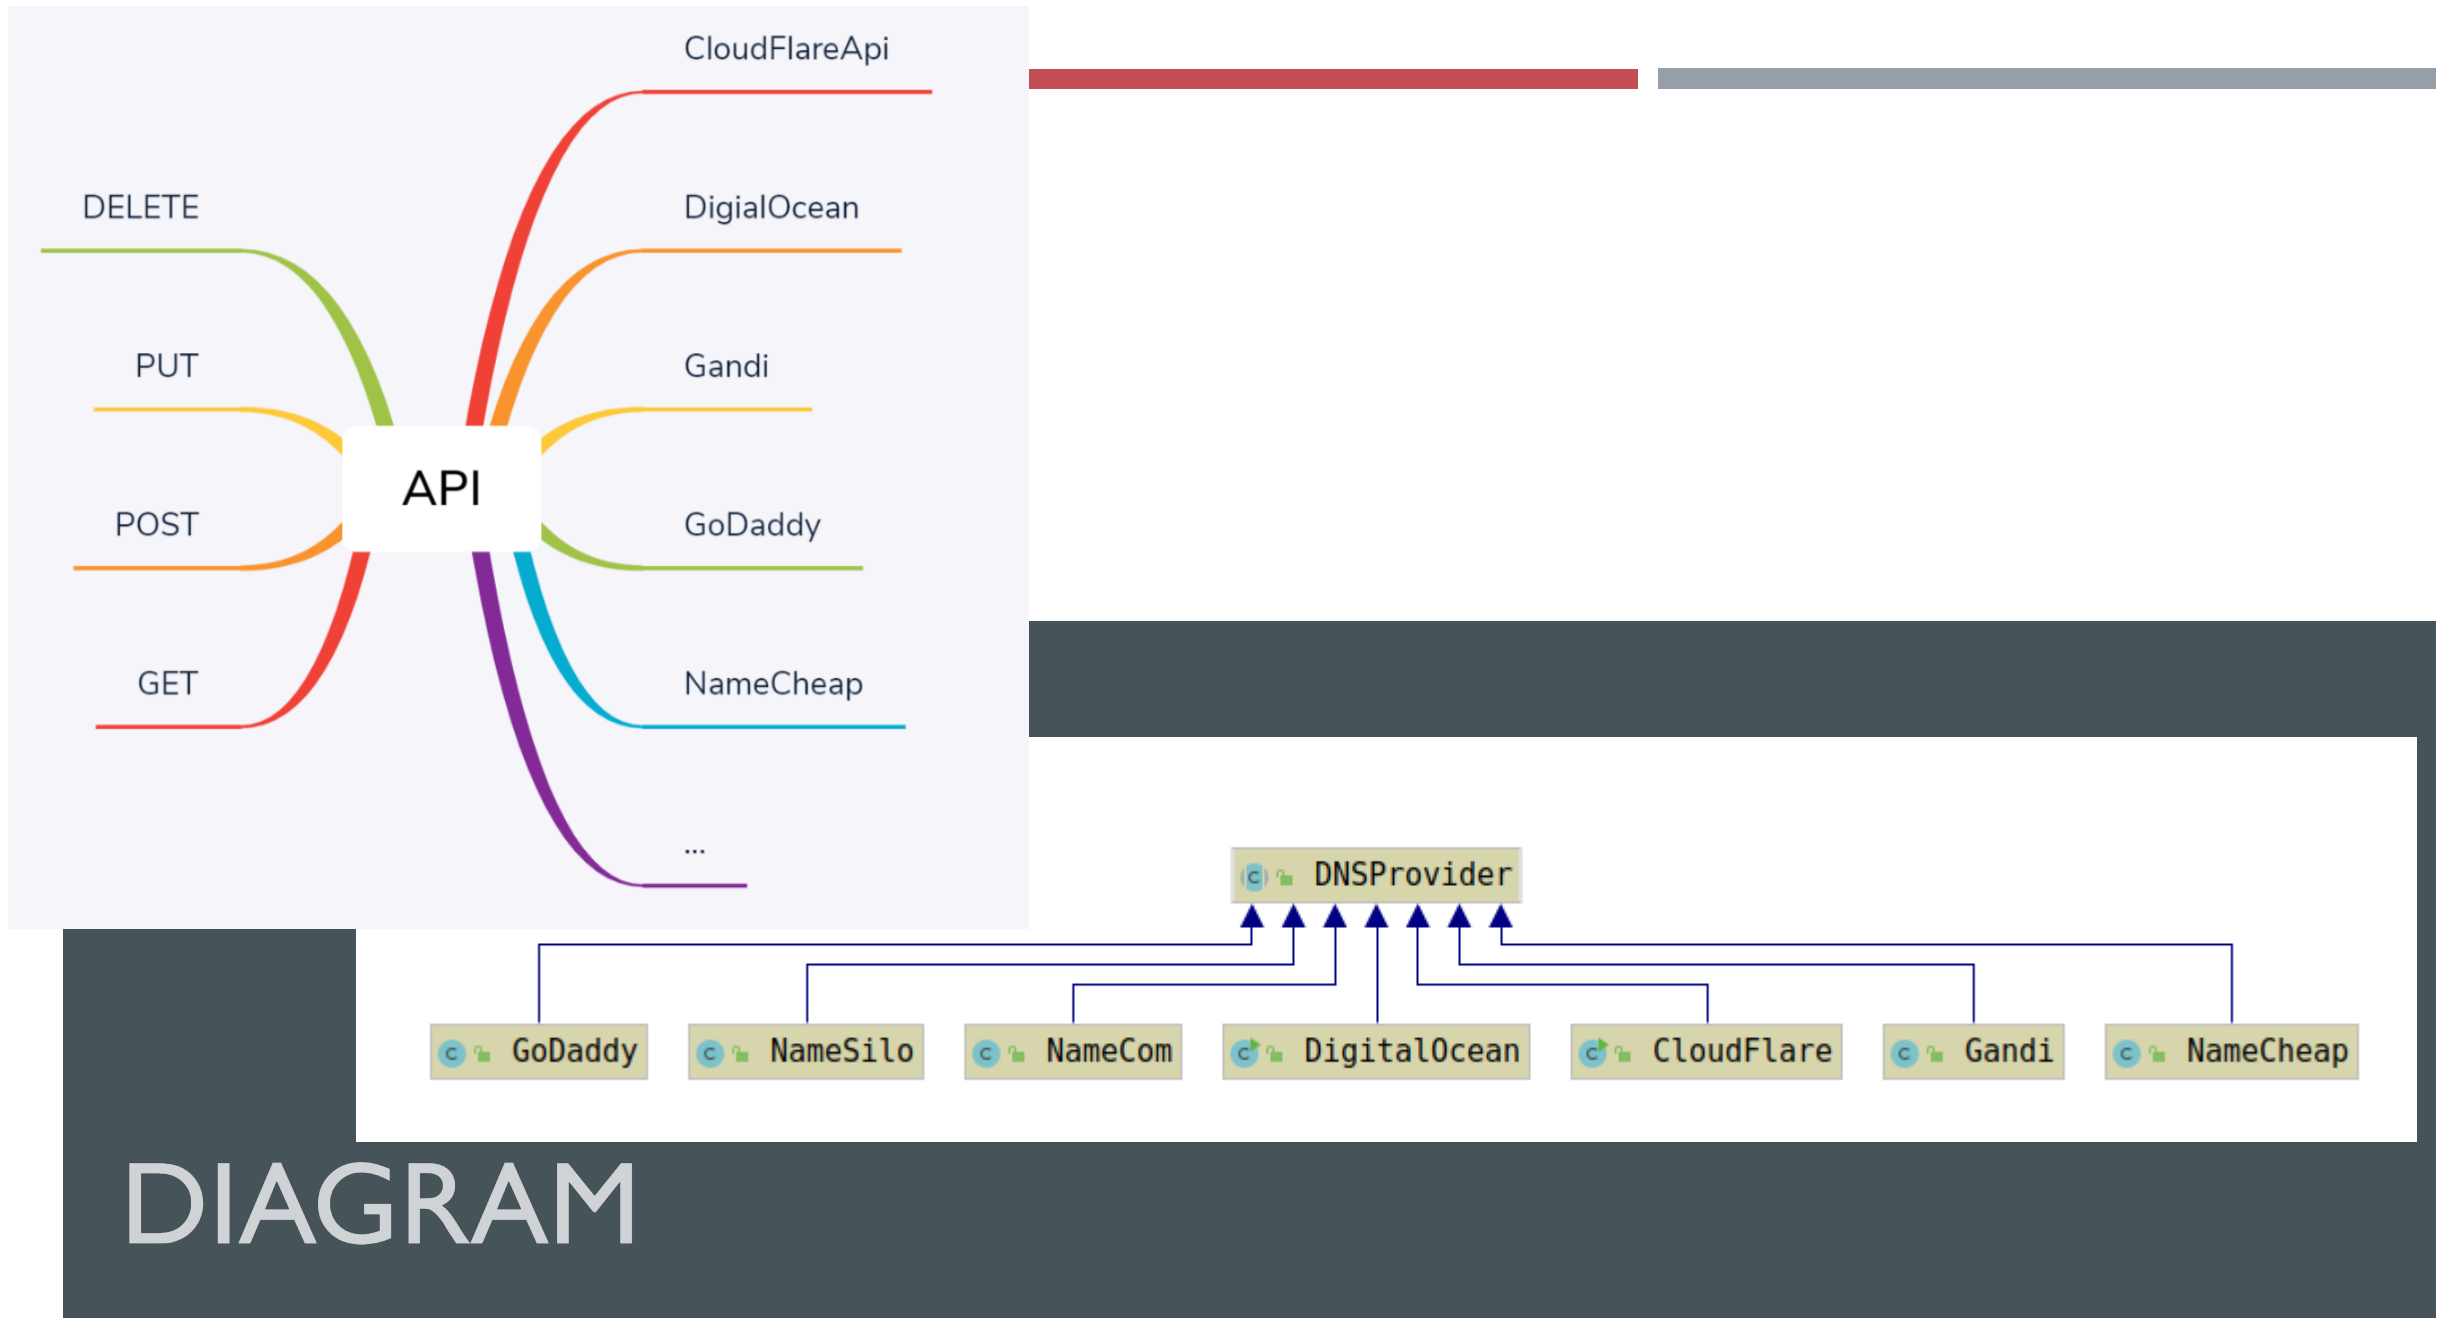 CloudFlareApi
DELETE
DigialOcean
PUT
Gandi
API
POST
GoDaddy
GET
NameCheap
...
DNSProvider
GoDaddy
NameSilo
NameCom
DigitalOcean
CloudFlare
Gandi
NameCheap
DIAGRAM